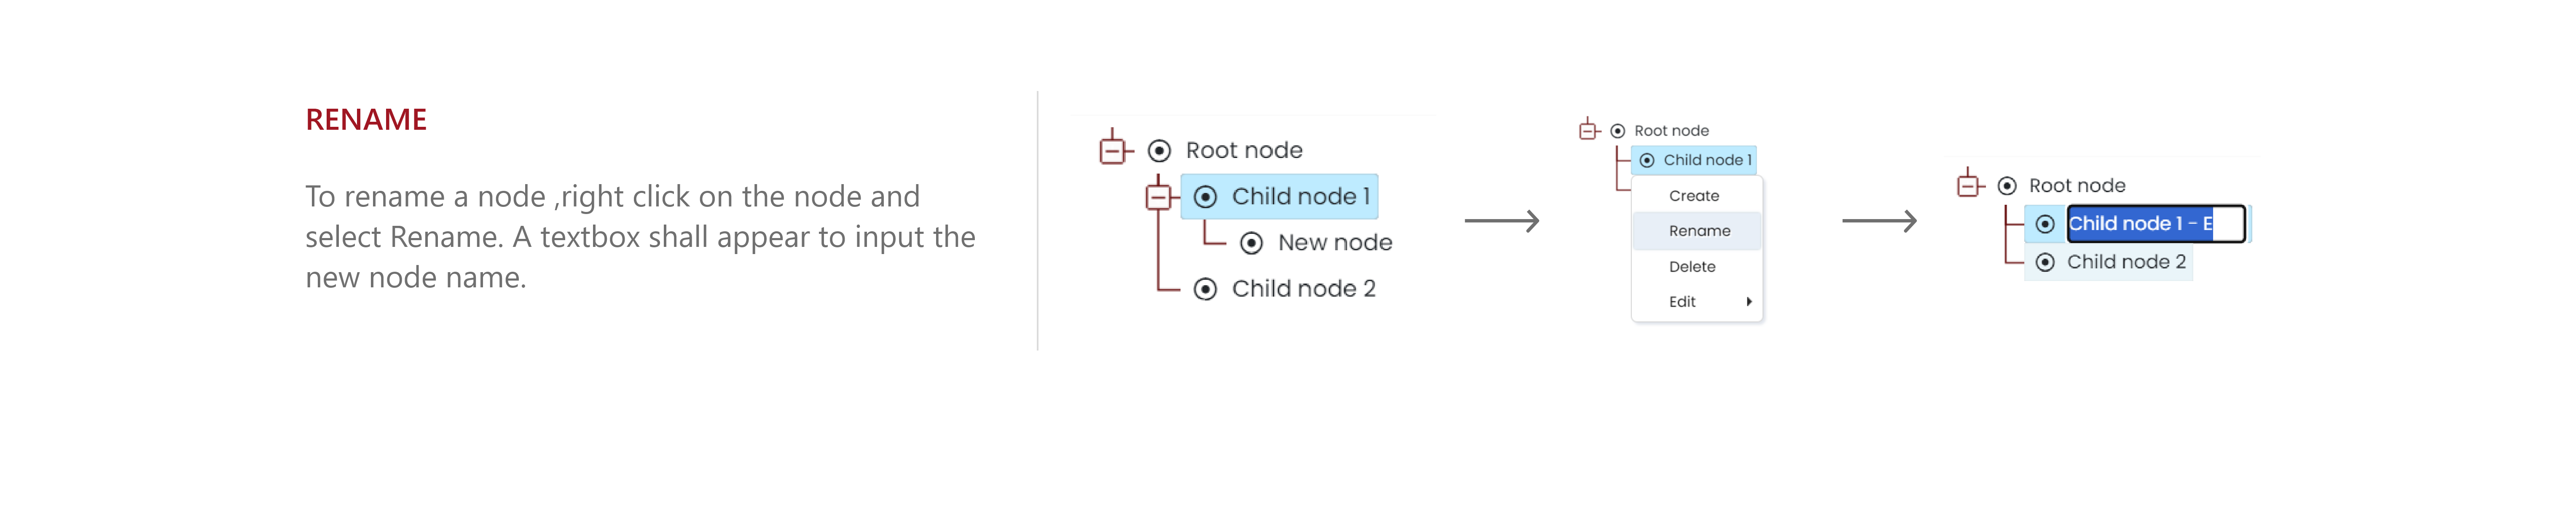 RENAME
To rename a node ,right click on the node and
select Rename. A textbox shall appear to input the
new node name.
Root node
Child node 1
New node
Child node 2
Root node
Child node 1
Create
Rename
Delete
Edit
Root node
Child node 1 - E
Child node 2